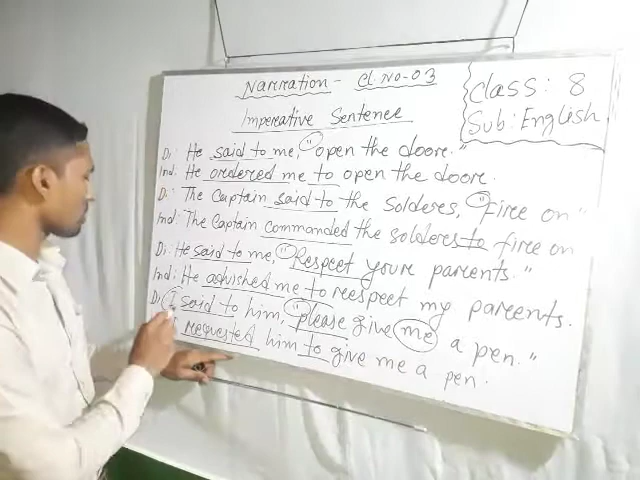 Narration - Cl. No-03
Class: 8
Sub: English
Imperative Sentence
Di: He said to me, "open the doore."
Ind: He ordered me to open the doore.
Di: The Captain said to the Solderes, "Fire on"
Ind: The Captain commanded the solderes to fire on
Di: He said to me, "Respect youre parents."
Ind: He advished me to respect my parents.
Di: I said to him, "please give me a pen."
requested him to give me a pen.